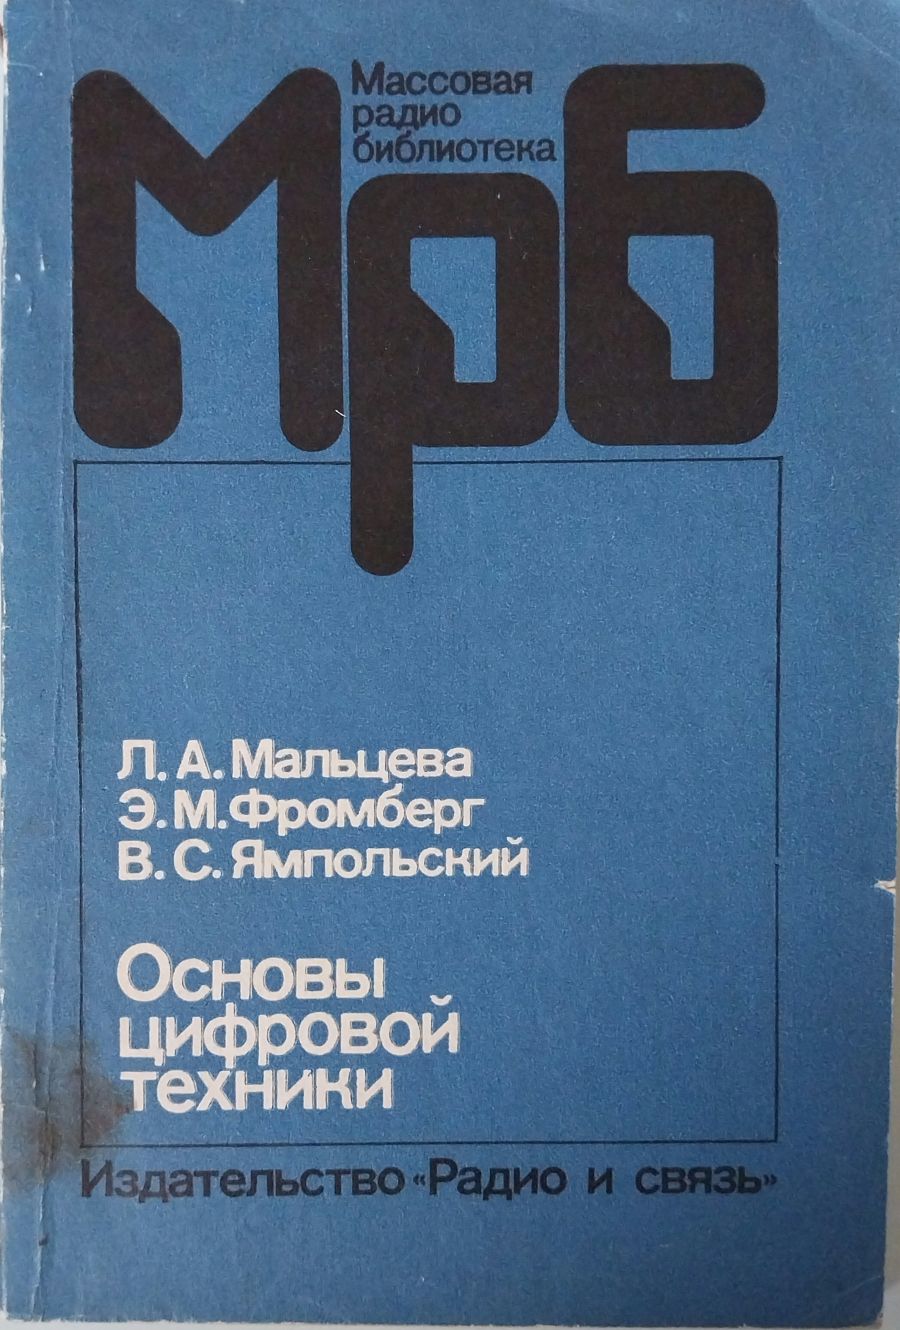 Массовая
радио
библиотека
Мрб
Л. А. Мальцева
Э. М. Фромберг
В. С. Ямпольский
Основы
цифровой
техники
Издательство «Радио и связь»